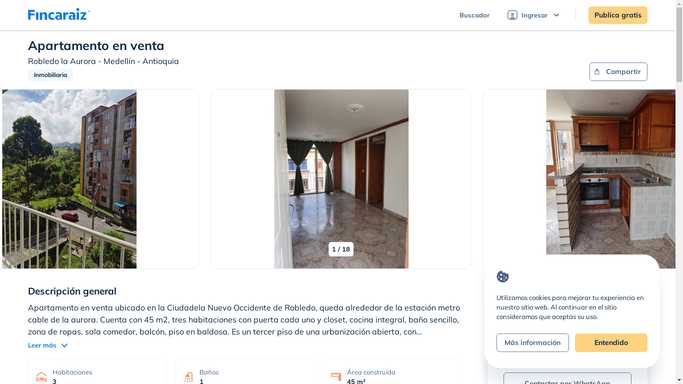 Fincaraiz
Buscador
Ingresar
Publica gratis
Apartamento en venta
Robledo la Aurora - Medellín - Antioquia
Inmobiliaria
Compartir
1 / 18
Descripción general
Apartamento en venta ubicado en la Ciudadela Nuevo Occidente de Robledo, queda alrededor de la estación metro
cable de la aurora. Cuenta con 45 m2, tres habitaciones con puerta cada uno y closet, cocina integral, baño sencillo,
zona de ropas, sala comedor, balcón, piso en baldosa. Es un tercer piso de una urbanización abierta, con...
Leer más
Habitaciones
3
Baños
1
Área construida
45 m²
Utilizamos cookies para mejorar tu experiencia en
nuestro sitio web. Al continuar en el sitio
consideramos que aceptas su uso.
Más información
Entendido
Contactar por WhatsApp